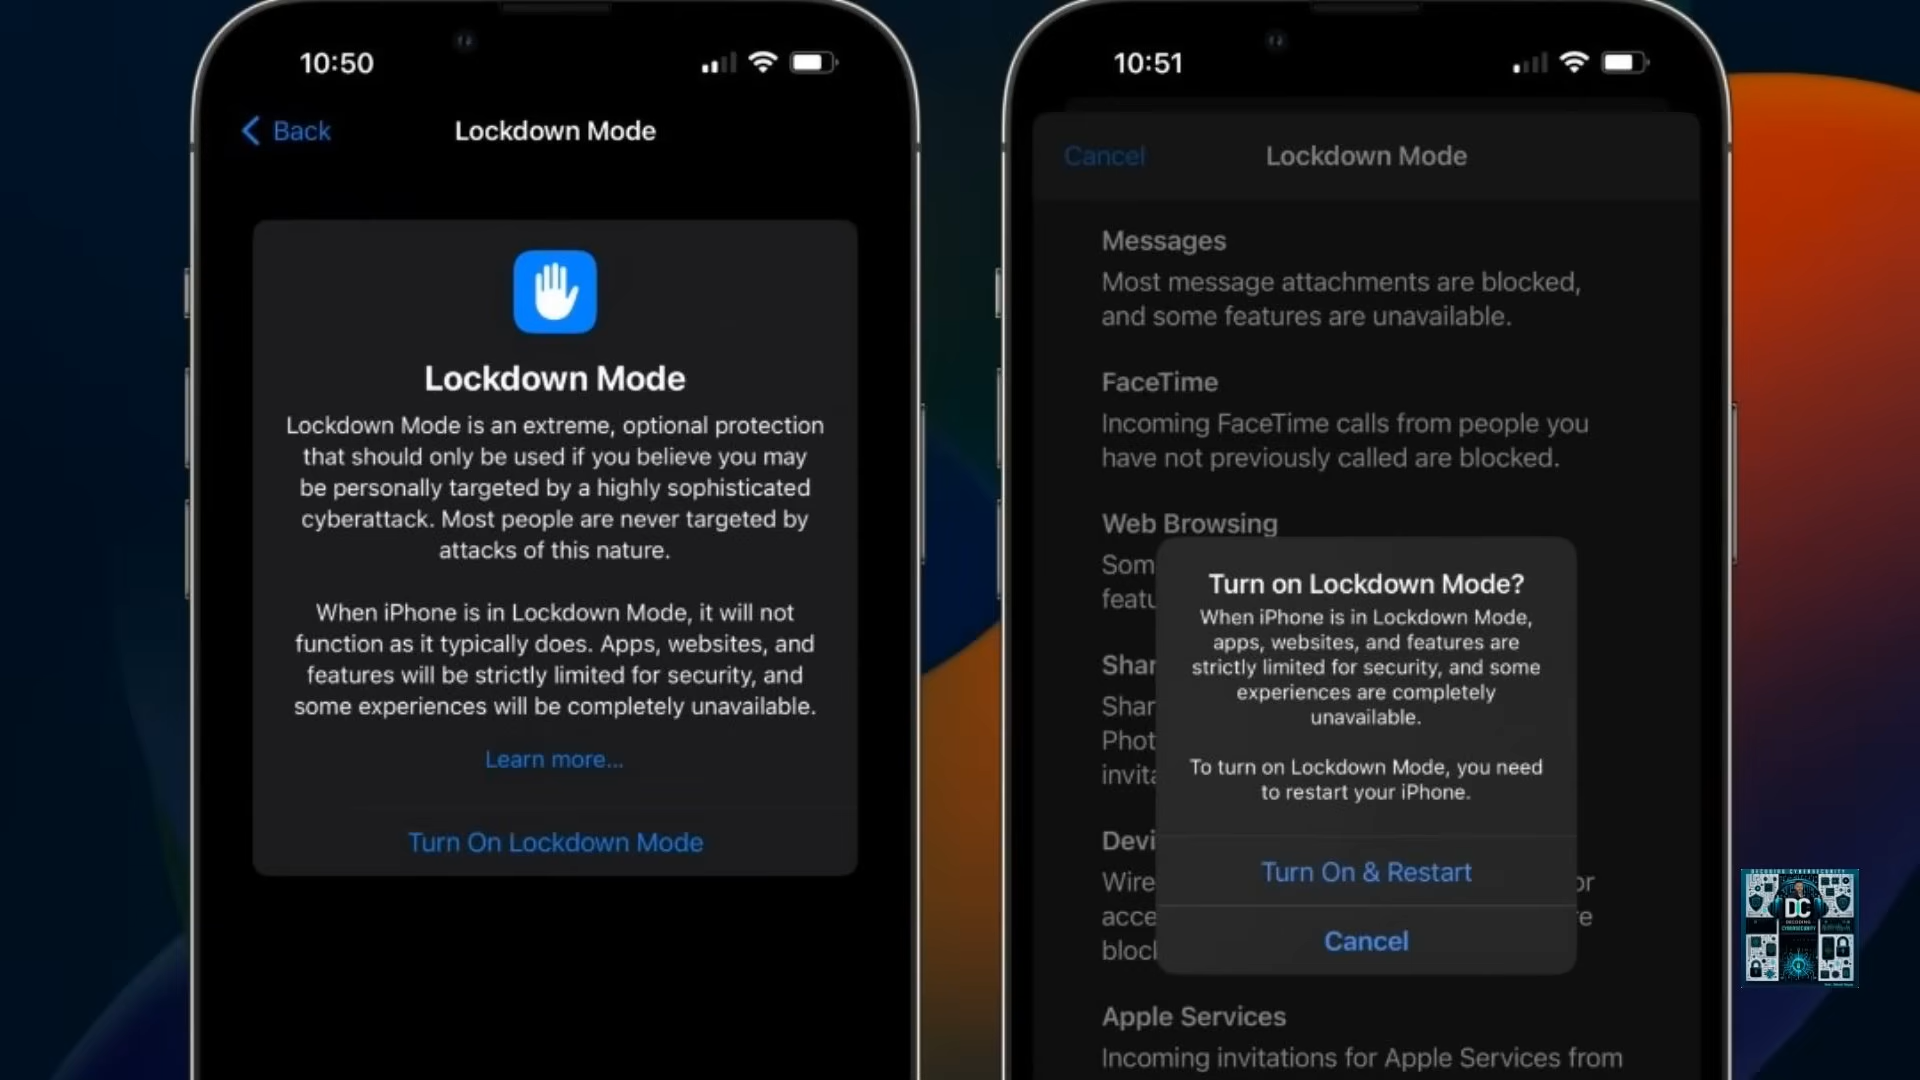 10:50
Back
Lockdown Mode
Lockdown Mode
Lockdown Mode is an extreme, optional protection
that should only be used if you believe you may
be personally targeted by a highly sophisticated
cyberattack. Most people are never targeted by
attacks of this nature.
When iPhone is in Lockdown Mode, it will not
function as it typically does. Apps, websites, and
features will be strictly limited for security, and
some experiences will be completely unavailable.
Learn more...
Turn On Lockdown Mode
10:51
Cancel
Lockdown Mode
Messages
Most message attachments are blocked,
and some features are unavailable.
FaceTime
Incoming FaceTime calls from people you
have not previously called are blocked.
Web Browsing
Turn on Lockdown Mode?
When iPhone is in Lockdown Mode,
apps, websites, and features are
strictly limited for security, and some
experiences are completely
unavailable.
To turn on Lockdown Mode, you need
to restart your iPhone.
Turn On & Restart
Cancel
Apple Services
Incoming invitations for Apple Services from
DECODING CYBERSECURITY
DC
DECODING
CYBERSECURITY